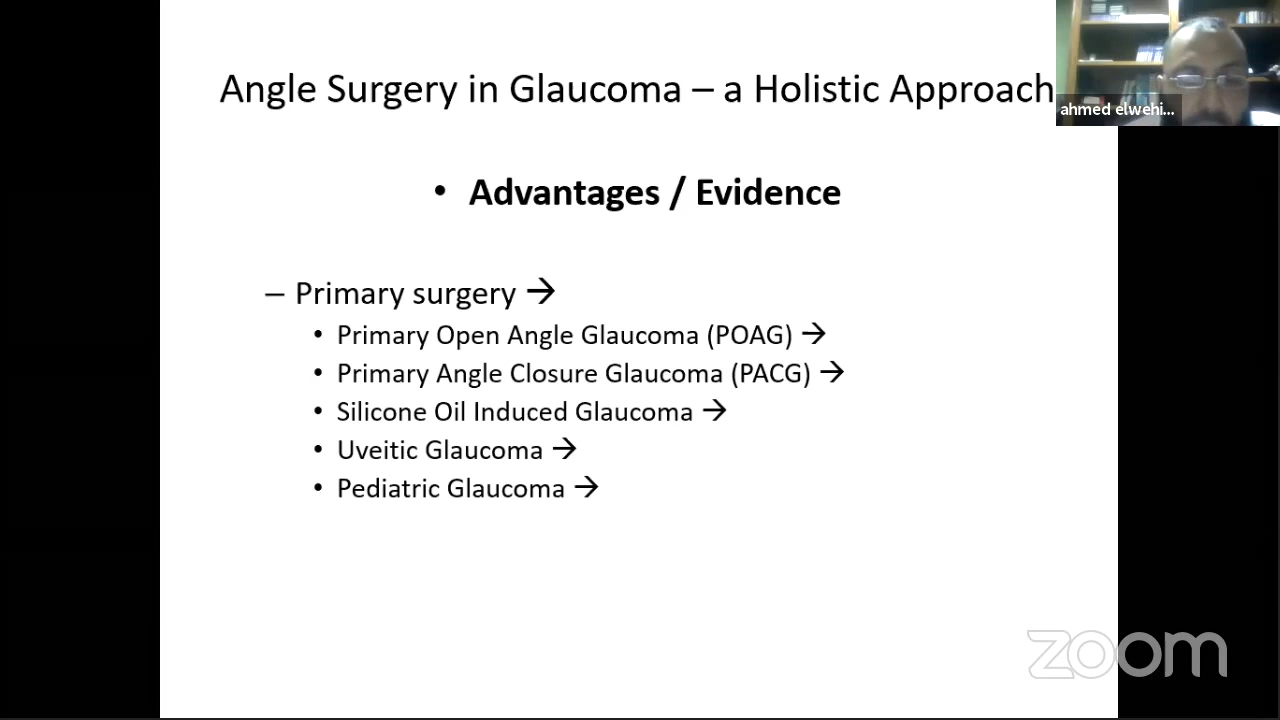 Angle Surgery in Glaucoma – a Holistic Approach
ahmed elwehi...
• Advantages / Evidence
– Primary surgery →
• Primary Open Angle Glaucoma (POAG) →
• Primary Angle Closure Glaucoma (PACG) →
• Silicone Oil Induced Glaucoma →
• Uveitic Glaucoma →
• Pediatric Glaucoma →
zoom